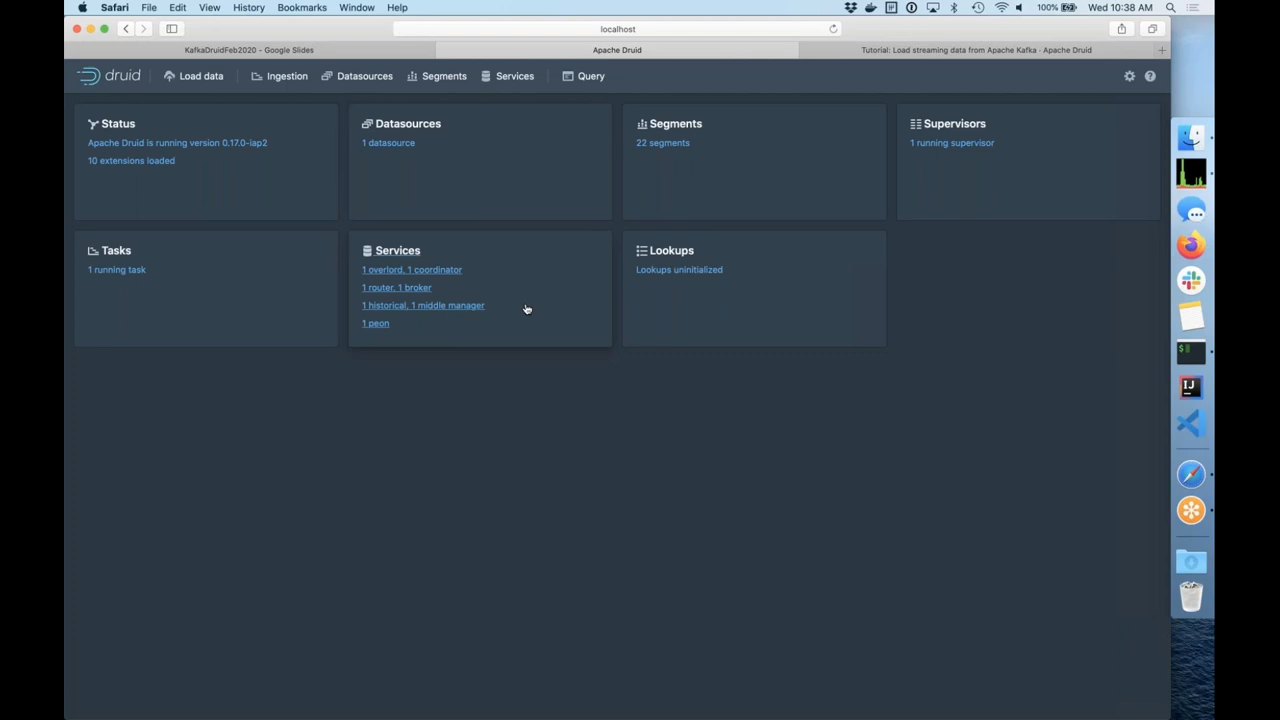 Safari File Edit View History Bookmarks Window Help 100% Wed 10:38 AM
localhost
KafkaDruidFeb2020 - Google Slides Apache Druid Tutorial: Load streaming data from Apache Kafka · Apache Druid
druid Load data Ingestion Datasources Segments Services Query
Status
Apache Druid is running version 0.17.0-iap2
10 extensions loaded
Datasources
1 datasource
Segments
22 segments
Supervisors
1 running supervisor
Tasks
1 running task
Services
1 overlord, 1 coordinator
1 router, 1 broker
1 historical, 1 middle manager
1 peon
Lookups
Lookups uninitialized
IJ